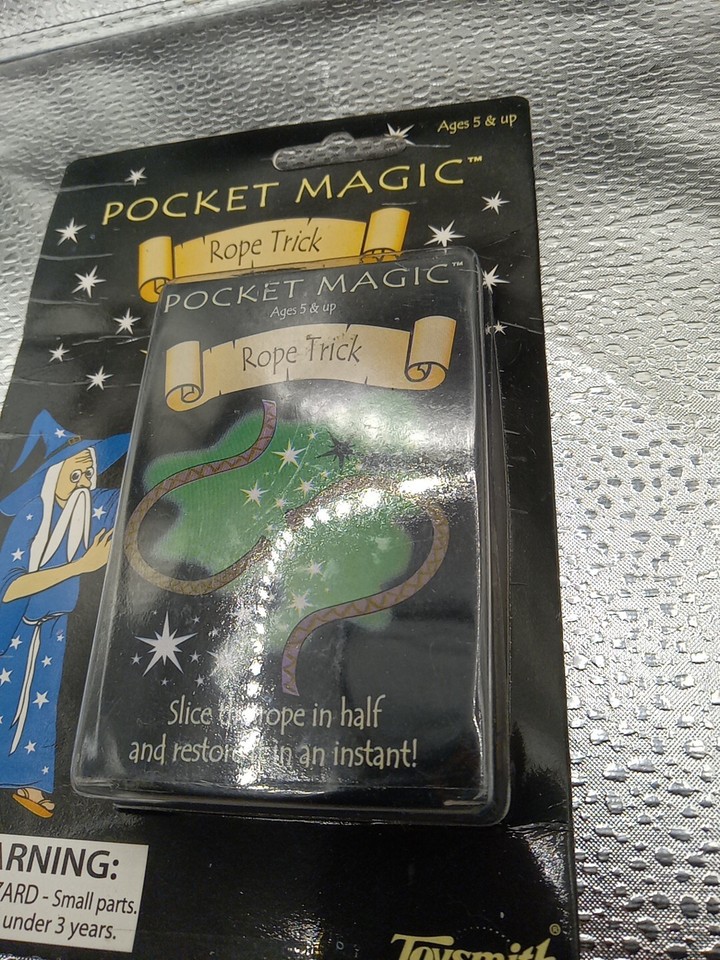 Ages 5 & up
POCKET MAGIC™
Rope Trick
POCKET MAGIC™
Ages 5 & up
Rope Trick
Slice the rope in half
and restore it in an instant!
ARNING:
ZARD - Small parts.
under 3 years.
Toysmith®